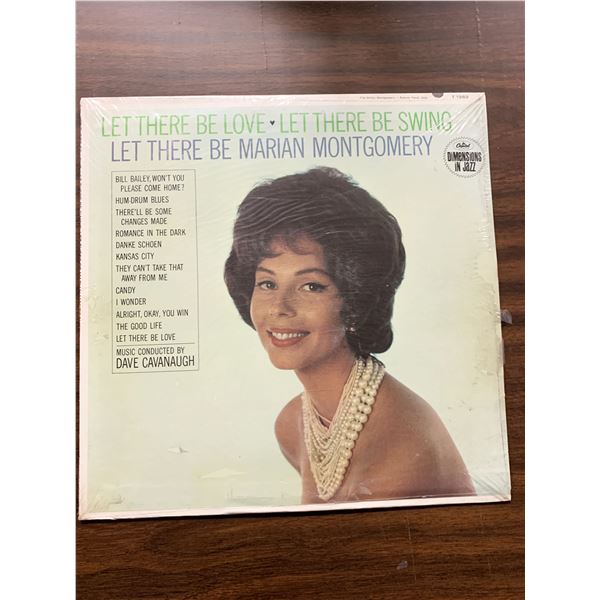 T 1982
LET THERE BE LOVE ♥ LET THERE BE SWING
LET THERE BE MARIAN MONTGOMERY
Capitol
DIMENSIONS
IN JAZZ
BILL BAILEY, WON'T YOU
PLEASE COME HOME?
HUM-DRUM BLUES
THERE'LL BE SOME
CHANGES MADE
ROMANCE IN THE DARK
DANKE SCHOEN
KANSAS CITY
THEY CAN'T TAKE THAT
AWAY FROM ME
CANDY
I WONDER
ALRIGHT, OKAY, YOU WIN
THE GOOD LIFE
LET THERE BE LOVE
MUSIC CONDUCTED BY
DAVE CAVANAUGH